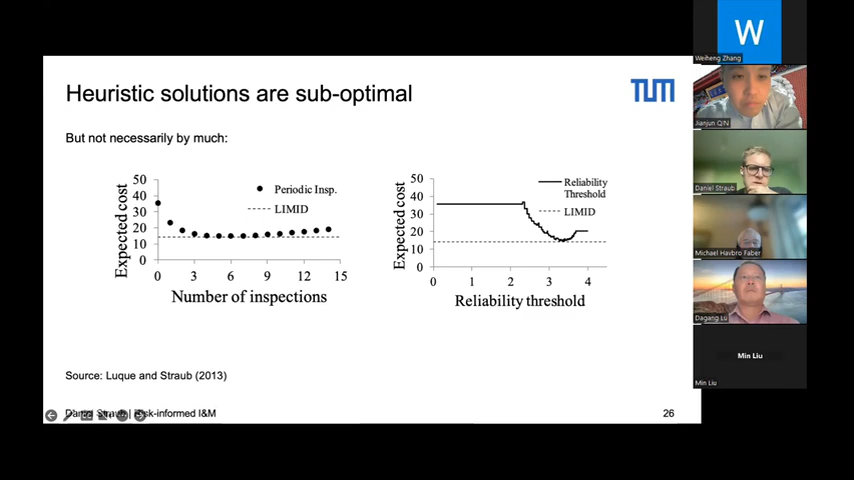 Heuristic solutions are sub-optimal
TUM
But not necessarily by much:
Expected cost
50
40
30
20
10
0
0
3
6
9
12
15
Periodic Insp.
LIMID
Number of inspections
Expected cost
50
40
30
20
10
0
0
1
2
3
4
Reliability
Threshold
LIMID
Reliability threshold
Source: Luque and Straub (2013)
Daniel Straub | Risk-informed I&M
26
W
Weiheng Zhang
Jianjun QIN
Daniel Straub
Michael Havbro Faber
Dagang Lu
Min Liu
Min Liu